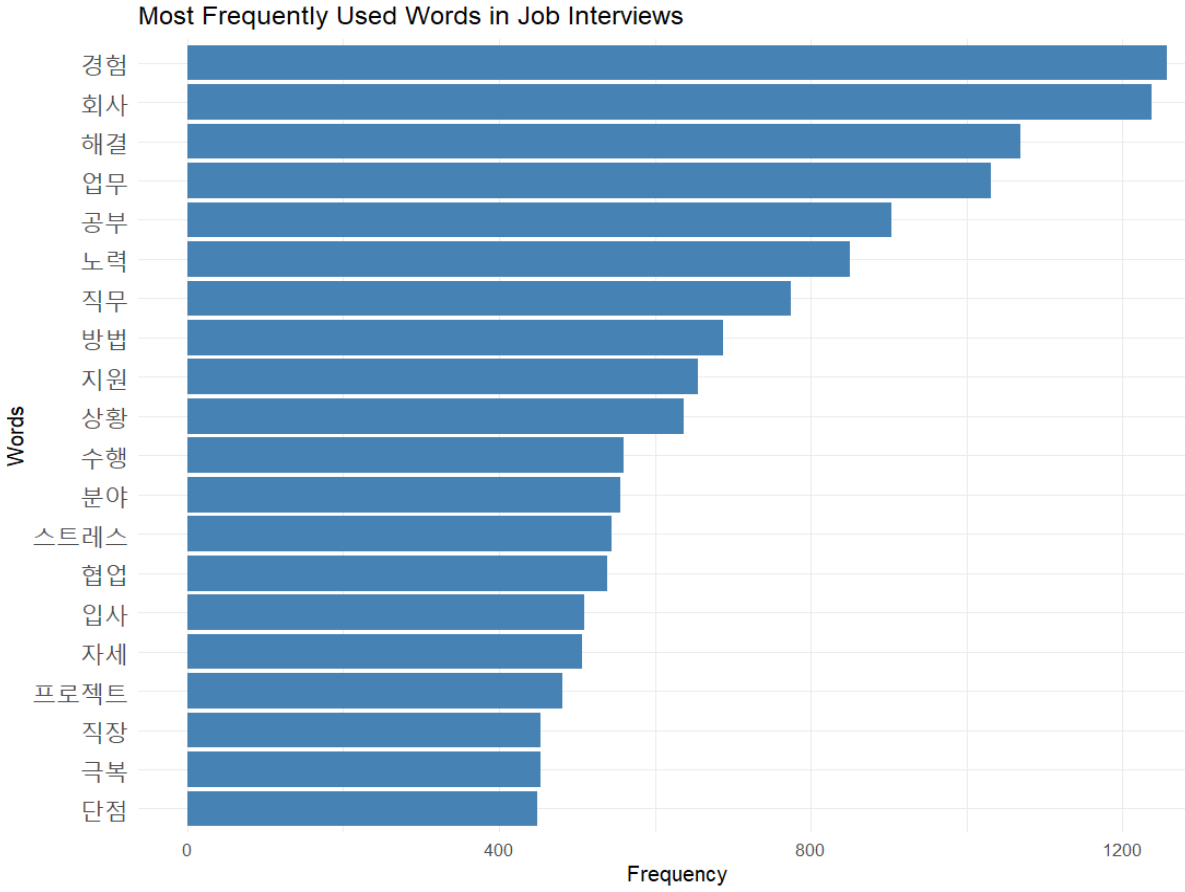 Most Frequently Used Words in Job Interviews
Words
경험
회사
해결
업무
공부
노력
직무
방법
지원
상황
수행
분야
스트레스
협업
입사
자세
프로젝트
직장
극복
단점
0 400 800 1200
Frequency